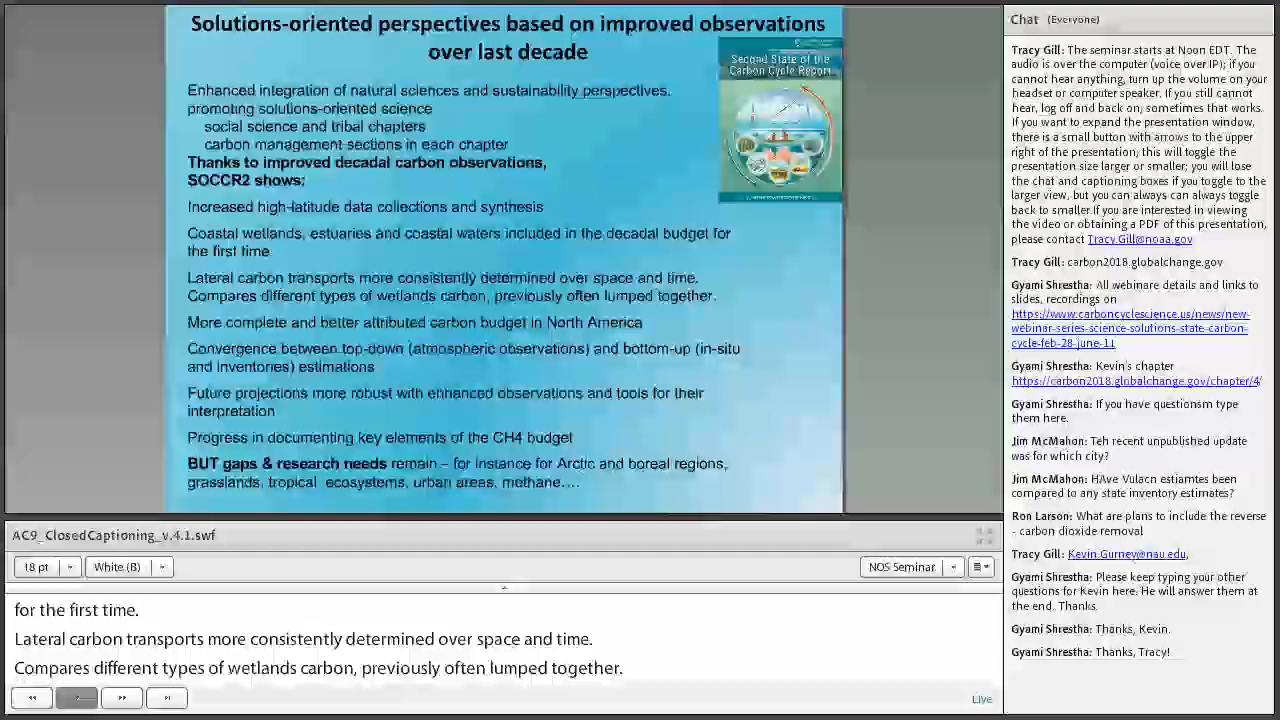 Solutions-oriented perspectives based on improved observations
over last decade
Second State of the
Carbon Cycle Report
Enhanced integration of natural sciences and sustainability perspectives,
promoting solutions-oriented science
social science and tribal chapters
carbon management sections in each chapter
Thanks to improved decadal carbon observations,
SOCCR2 shows:
Increased high-latitude data collections and synthesis
Coastal wetlands, estuaries and coastal waters included in the decadal budget for
the first time
Lateral carbon transports more consistently determined over space and time.
Compares different types of wetlands carbon, previously often lumped together.
More complete and better attributed carbon budget in North America
Convergence between top-down (atmospheric observations) and bottom-up (in-situ
and inventories) estimations
Future projections more robust with enhanced observations and tools for their
interpretation
Progress in documenting key elements of the CH4 budget
BUT gaps & research needs remain – for instance for Arctic and boreal regions,
grasslands, tropical ecosystems, urban areas, methane….
AC9_ClosedCaptioning_v.4.1.swf
18 pt
White (B)
NOS Seminar
for the first time.
Lateral carbon transports more consistently determined over space and time.
Compares different types of wetlands carbon, previously often lumped together.
Live
Chat (Everyone)
Tracy Gill: The seminar starts at Noon EDT. The
audio is over the computer (voice over IP); if you
cannot hear anything, turn up the volume on your
headset or computer speaker. If you still cannot
hear, log off and back on, sometimes that works.
If you want to expand the presentation window,
there is a small button with arrows to the upper
right of the presentation; this will toggle the
presentation size larger or smaller; you will lose
the chat and captioning boxes if you toggle to the
larger view, but you can always can always toggle
back to smaller If you are interested in viewing
the video or obtaining a PDF of this presentation,
please contact Tracy.Gill@noaa.gov
Tracy Gill: carbon2018.globalchange.gov
Gyami Shrestha: All webinare details and links to
slides, recordings on
https://www.carboncyclescience.us/news/new-
webinar-series-science-solutions-state-carbon-
cycle-feb-28-june-11
Gyami Shrestha: Kevin's chapter
https://carbon2018.globalchange.gov/chapter/4/
Gyami Shrestha: If you have questionsm type
them here.
Jim McMahon: Teh recent unpublished update
was for which city?
Jim McMahon: HAve Vulacn estiamtes been
compared to any state inventory estimates?
Ron Larson: What are plans to include the reverse
- carbon dioxide removal
Tracy Gill: Kevin.Gurney@nau.edu,
Gyami Shrestha: Please keep typing your other
questions for Kevin here. He will answer them at
the end. Thanks.
Gyami Shrestha: Thanks, Kevin.
Gyami Shrestha: Thanks, Tracy!